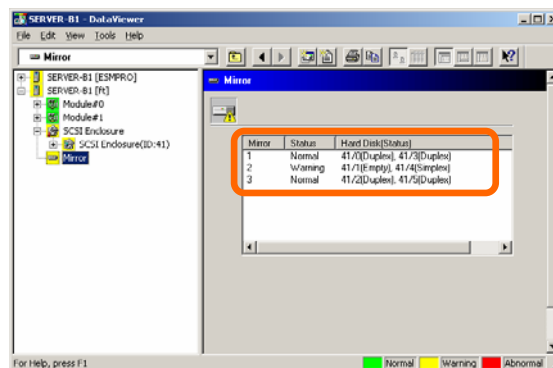 SERVER-B1 - DataViewer
File Edit View Tools Help
Mirror
SERVER-B1 [ESMPRO]
SERVER-B1 [ft]
Module#0
Module#1
SCSI Enclosure
SCSI Endosure(ID:41)
Mirror
Mirror
Mirror Status Hard Disk(Status)
1 Normal 41/0(Duplex), 41/3(Duplex)
2 Warning 41/1(Empty), 41/4(Simplex)
3 Normal 41/2(Duplex), 41/5(Duplex)
For Help, press F1
Normal Warning Abnormal